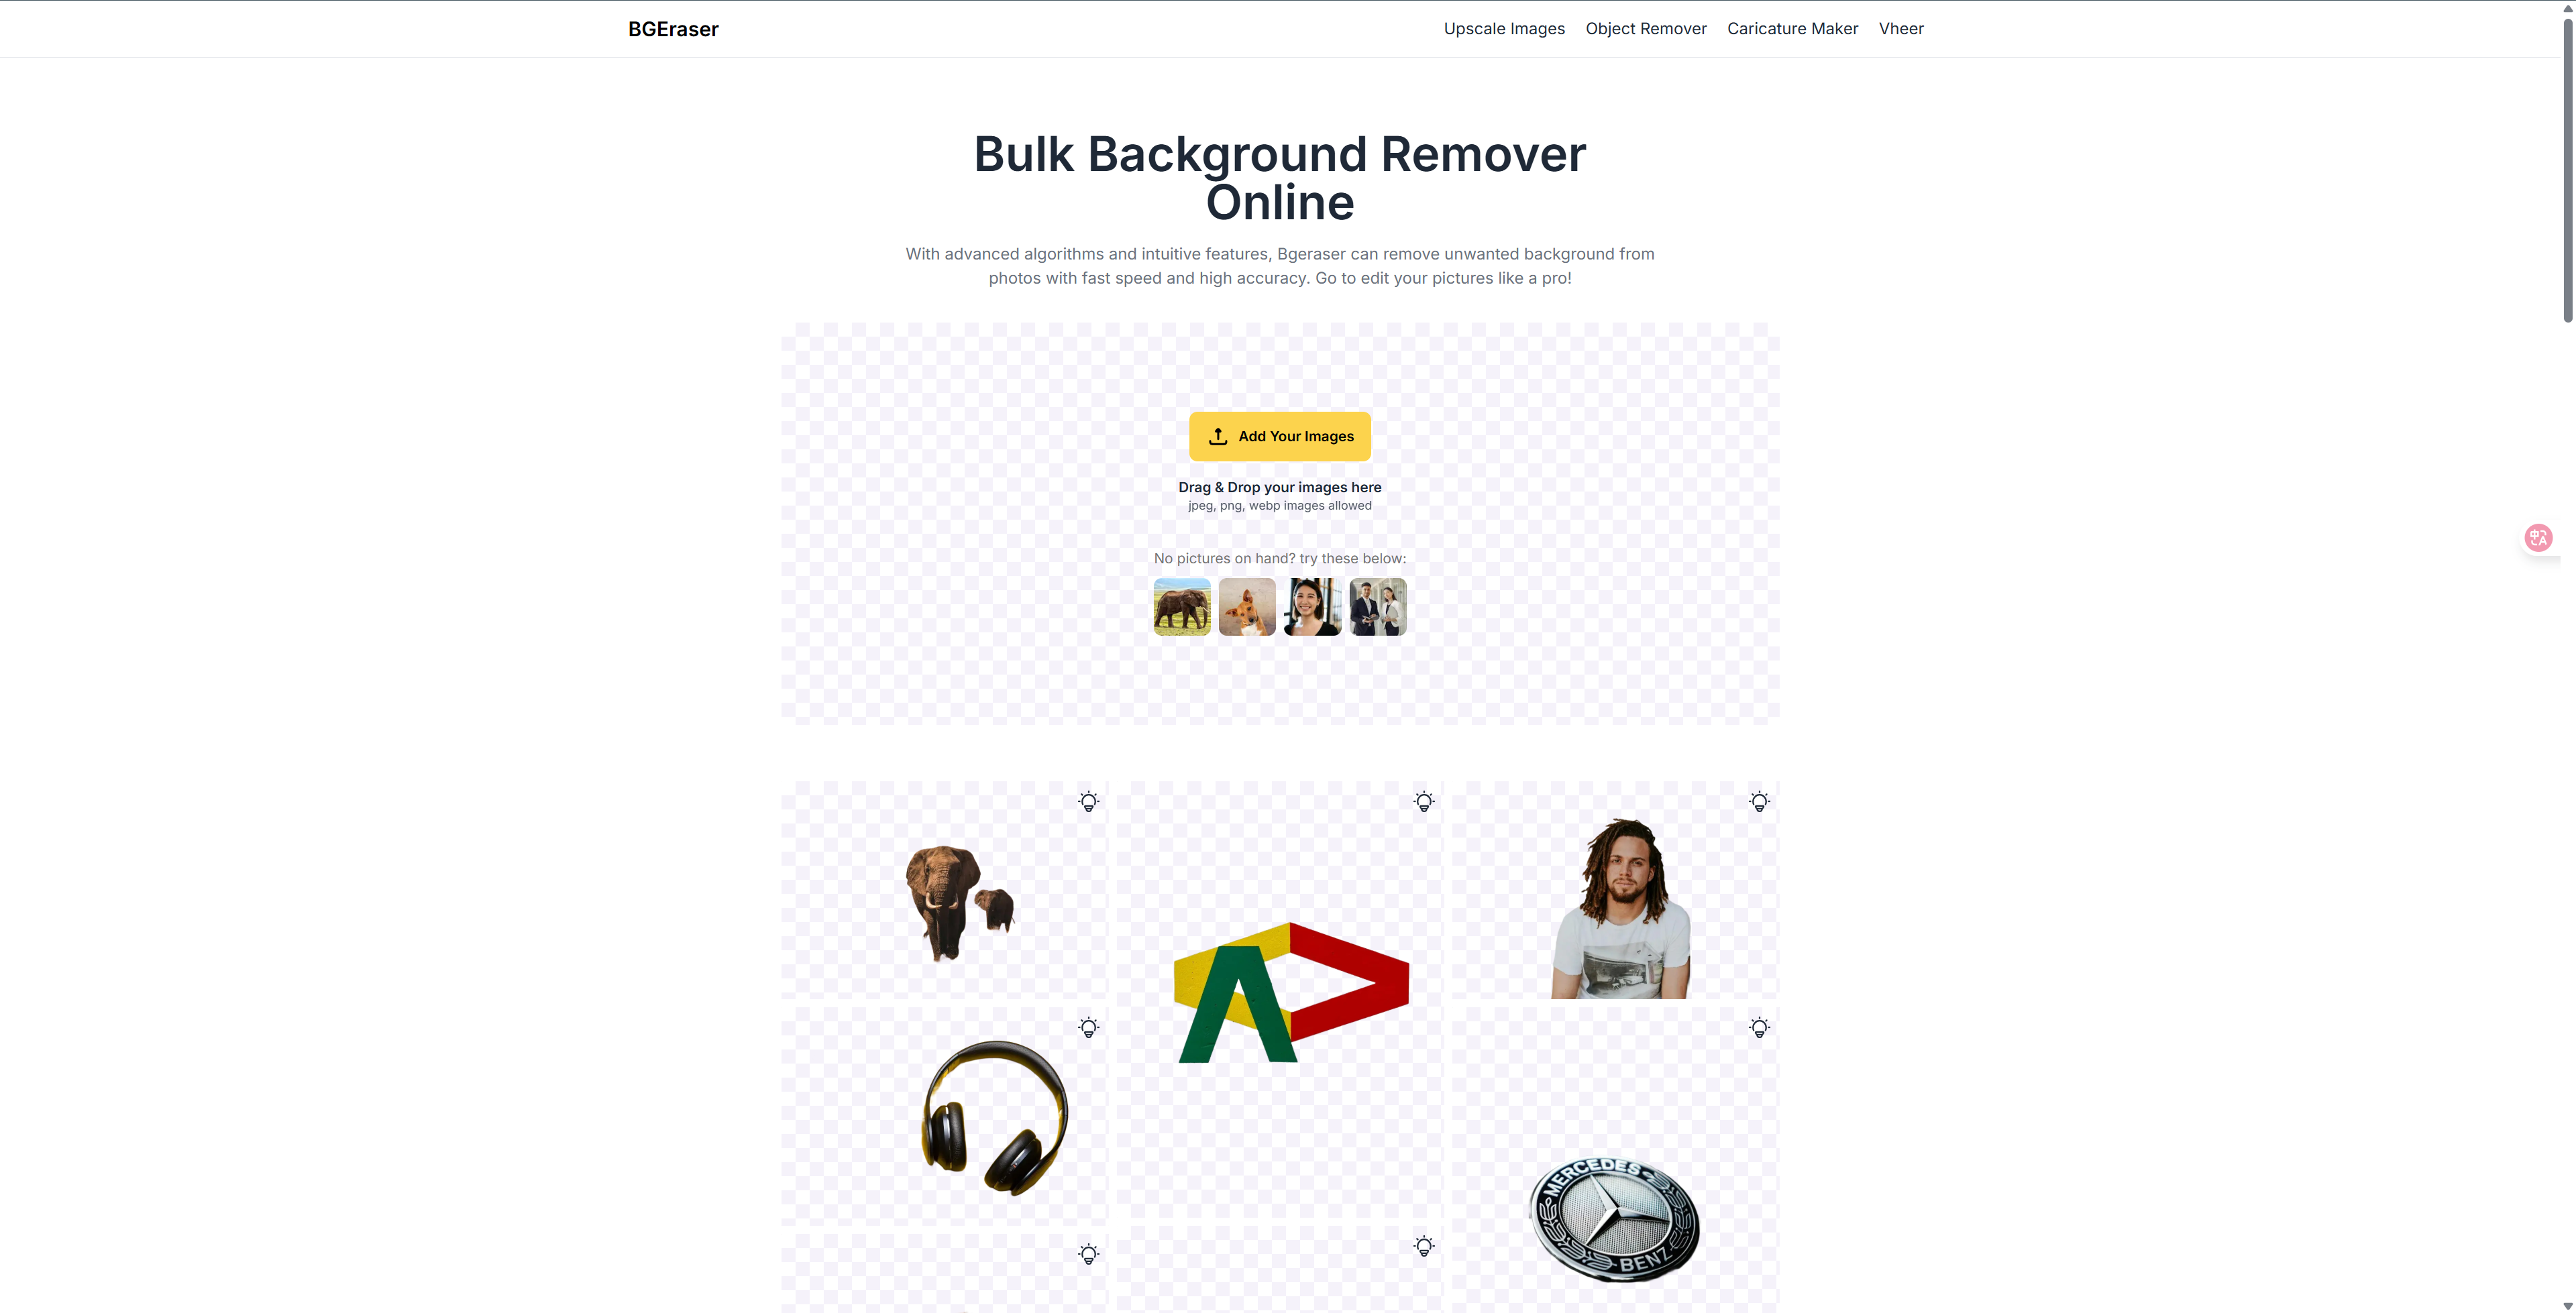 BGEraser
Upscale Images
Object Remover
Caricature Maker
Vheer
Bulk Background Remover
Online
With advanced algorithms and intuitive features, Bgeraser can remove unwanted background from
photos with fast speed and high accuracy. Go to edit your pictures like a pro!
Add Your Images
Drag & Drop your images here
jpeg, png, webp images allowed
No pictures on hand? try these below:
中
A
MERCEDES
BENZ